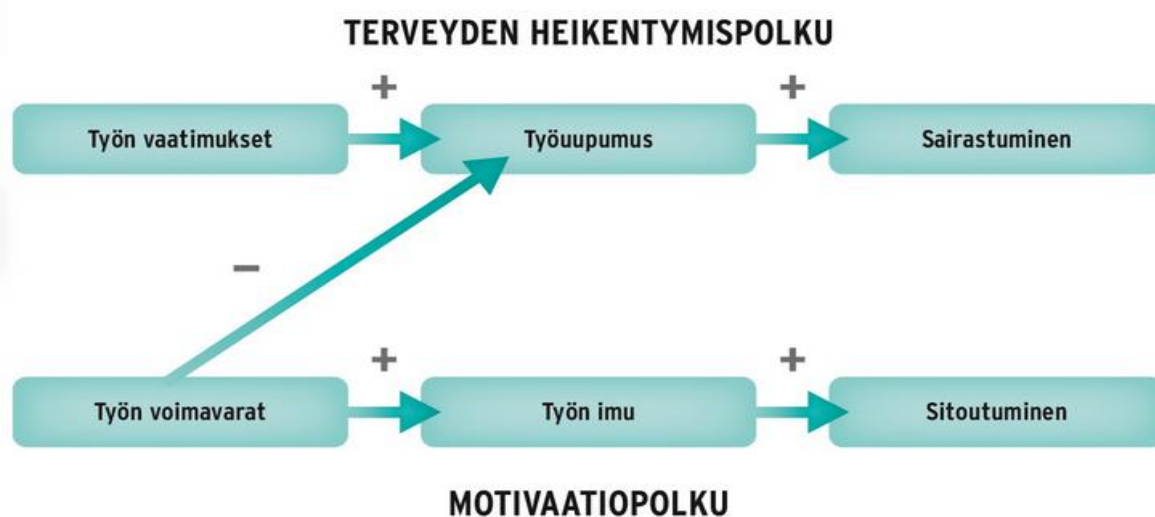 TERVEYDEN HEIKENTYMISPOLKU
+ +
Työn vaatimukset Työuupumus Sairastuminen
–
+ +
Työn voimavarat Työn imu Sitoutuminen
MOTIVAATIOPOLKU